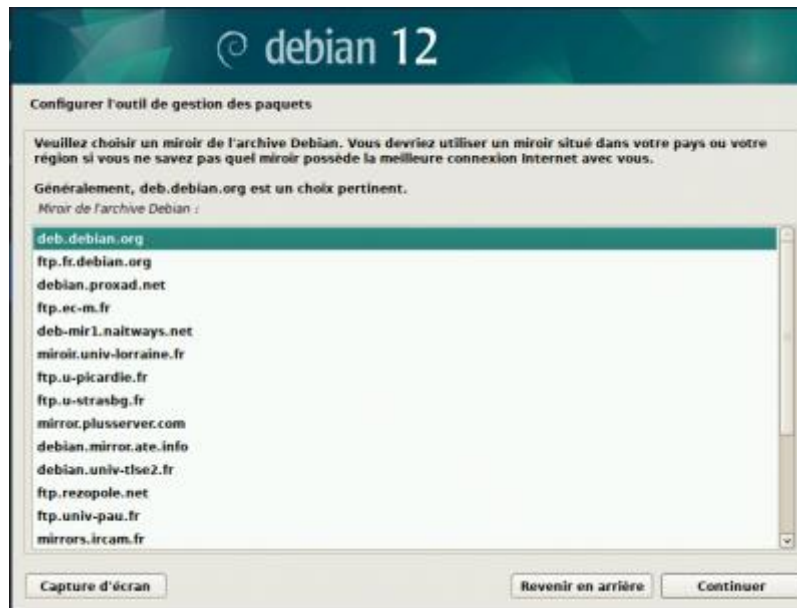 debian 12
Configurer l'outil de gestion des paquets
Veuillez choisir un miroir de l'archive Debian. Vous devriez utiliser un miroir situé dans votre pays ou votre
région si vous ne savez pas quel miroir possède la meilleure connexion Internet avec vous.
Généralement, deb.debian.org est un choix pertinent.
Miroir de l'archive Debian :
deb.debian.org
ftp.fr.debian.org
debian.proxad.net
ftp.ec-m.fr
deb-mir1.naitways.net
miroir.univ-lorraine.fr
ftp.u-picardie.fr
ftp.u-strasbg.fr
mirror.plusserver.com
debian.mirror.ate.info
debian.univ-tlse2.fr
ftp.rezopole.net
ftp.univ-pau.fr
mirrors.ircam.fr
Capture d'écran
Revenir en arrière
Continuer